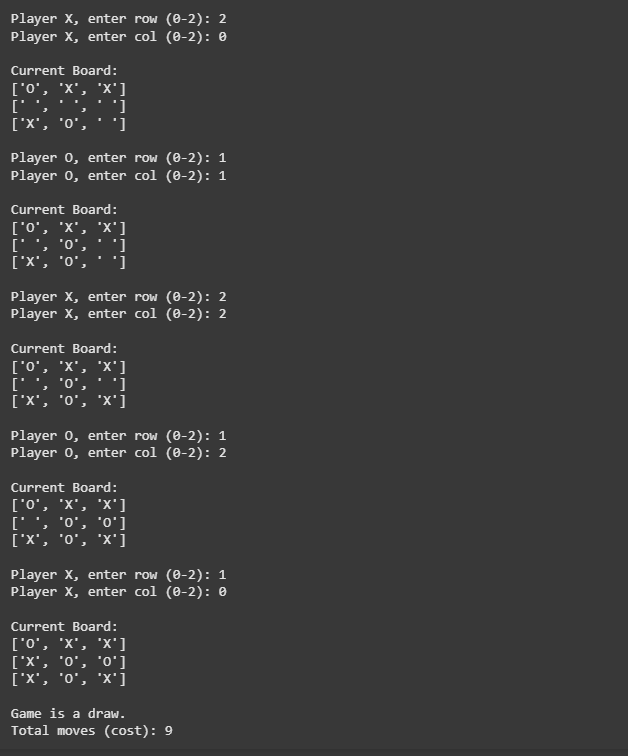 Player X, enter row (0-2): 2
Player X, enter col (0-2): 0
Current Board:
['O', 'X', 'X']
[' ', ' ', ' ']
['X', 'O', ' ']
Player O, enter row (0-2): 1
Player O, enter col (0-2): 1
Current Board:
['O', 'X', 'X']
[' ', 'O', ' ']
['X', 'O', ' ']
Player X, enter row (0-2): 2
Player X, enter col (0-2): 2
Current Board:
['O', 'X', 'X']
[' ', 'O', ' ']
['X', 'O', 'X']
Player O, enter row (0-2): 1
Player O, enter col (0-2): 2
Current Board:
['O', 'X', 'X']
[' ', 'O', 'O']
['X', 'O', 'X']
Player X, enter row (0-2): 1
Player X, enter col (0-2): 0
Current Board:
['O', 'X', 'X']
['X', 'O', 'O']
['X', 'O', 'X']
Game is a draw.
Total moves (cost): 9